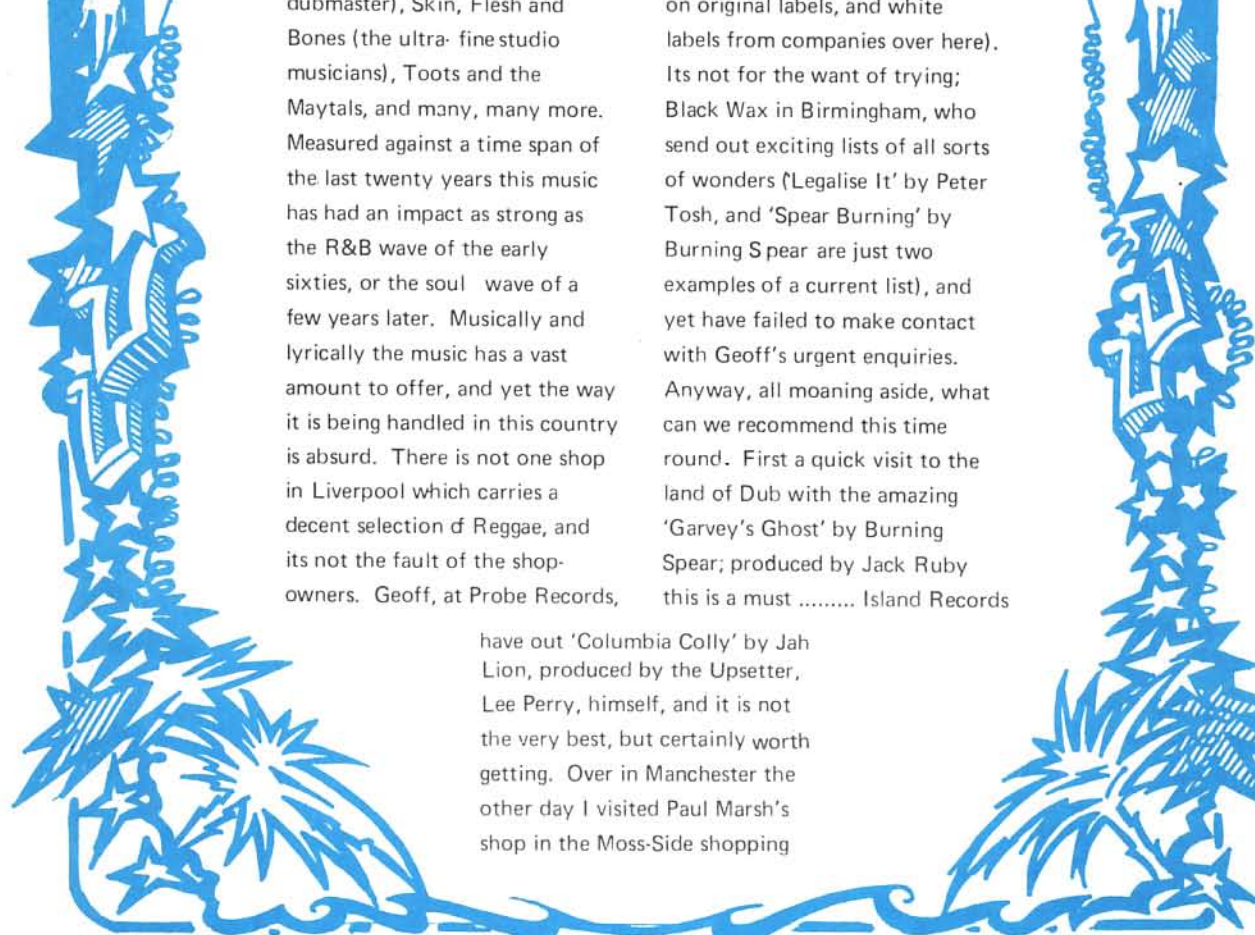 dubmaster), Skin, Flesh and
Bones (the ultra- fine studio
musicians), Toots and the
Maytals, and many, many more.
Measured against a time span of
the last twenty years this music
has had an impact as strong as
the R&B wave of the early
sixties, or the soul wave of a
few years later. Musically and
lyrically the music has a vast
amount to offer, and yet the way
it is being handled in this country
is absurd. There is not one shop
in Liverpool which carries a
decent selection of Reggae, and
its not the fault of the shop-
owners. Geoff, at Probe Records,
on original labels, and white
labels from companies over here).
Its not for the want of trying;
Black Wax in Birmingham, who
send out exciting lists of all sorts
of wonders ('Legalise It' by Peter
Tosh, and 'Spear Burning' by
Burning Spear are just two
examples of a current list), and
yet have failed to make contact
with Geoff's urgent enquiries.
Anyway, all moaning aside, what
can we recommend this time
round. First a quick visit to the
land of Dub with the amazing
'Garvey's Ghost' by Burning
Spear; produced by Jack Ruby
this is a must ......... Island Records
have out 'Columbia Colly' by Jah
Lion, produced by the Upsetter,
Lee Perry, himself, and it is not
the very best, but certainly worth
getting. Over in Manchester the
other day I visited Paul Marsh's
shop in the Moss-Side shopping